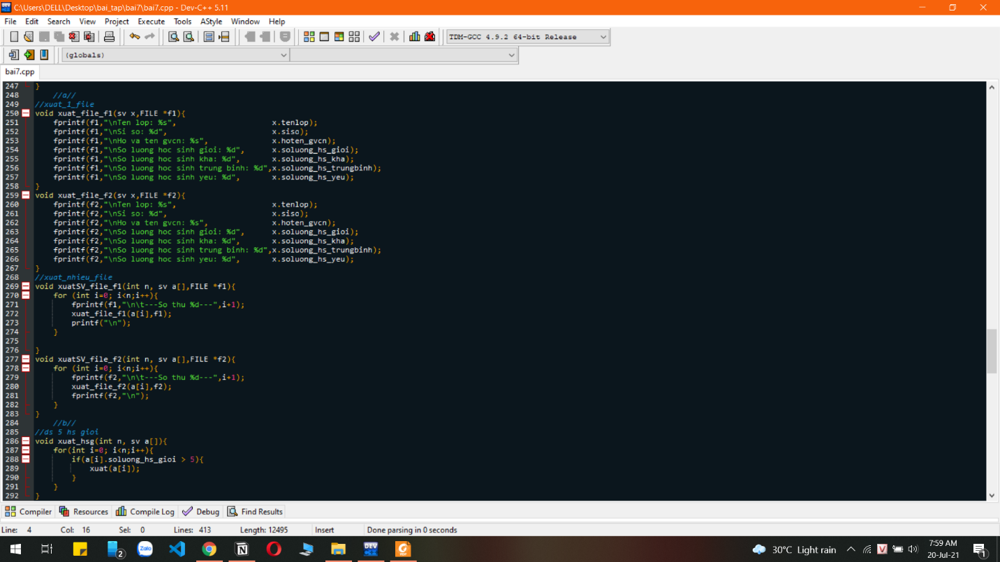 C:\Users\DELL\Desktop\bai_tap\bai7\bai7.cpp - Dev-C++ 5.11
File Edit Search View Project Execute Tools AStyle Window Help
TDM-GCC 4.9.2 64-bit Release
(globals)
bai7.cpp
247 }
248 //a//
249 //xuat_1_file
250 void xuat_file_f1(sv x,FILE *f1){
251 fprintf(f1,"\nTen lop: %s", x.tenlop);
252 fprintf(f1,"\nSi so: %d", x.siso);
253 fprintf(f1,"\nHo va ten gvcn: %s", x.hoten_gvcn);
254 fprintf(f1,"\nSo luong hoc sinh gioi: %d", x.soluong_hs_gioi);
255 fprintf(f1,"\nSo luong hoc sinh kha: %d", x.soluong_hs_kha);
256 fprintf(f1,"\nSo luong hoc sinh trung binh: %d",x.soluong_hs_trungbinh);
257 fprintf(f1,"\nSo luong hoc sinh yeu: %d", x.soluong_hs_yeu);
258 }
259 void xuat_file_f2(sv x,FILE *f2){
260 fprintf(f2,"\nTen lop: %s", x.tenlop);
261 fprintf(f2,"\nSi so: %d", x.siso);
262 fprintf(f2,"\nHo va ten gvcn: %s", x.hoten_gvcn);
263 fprintf(f2,"\nSo luong hoc sinh gioi: %d", x.soluong_hs_gioi);
264 fprintf(f2,"\nSo luong hoc sinh kha: %d", x.soluong_hs_kha);
265 fprintf(f2,"\nSo luong hoc sinh trung binh: %d",x.soluong_hs_trungbinh);
266 fprintf(f2,"\nSo luong hoc sinh yeu: %d", x.soluong_hs_yeu);
267 }
268 //xuat_nhieu_file
269 void xuatSV_file_f1(int n, sv a[],FILE *f1){
270 for (int i=0; i<n;i++){
271 fprintf(f1,"\n\t---So thu %d---",i+1);
272 xuat_file_f1(a[i],f1);
273 printf("\n");
274 }
275
276 }
277 void xuatSV_file_f2(int n, sv a[],FILE *f2){
278 for (int i=0; i<n;i++){
279 fprintf(f2,"\n\t---So thu %d---",i+1);
280 xuat_file_f2(a[i],f2);
281 fprintf(f2,"\n");
282 }
283 }
284 //b//
285 //ds 5 hs gioi
286 void xuat_hsg(int n, sv a[]){
287 for(int i=0; i<n;i++){
288 if(a[i].soluong_hs_gioi > 5){
289 xuat(a[i]);
290 }
291 }
292 }
Compiler Resources Compile Log Debug Find Results
Line: 4 Col: 16 Sel: 0 Lines: 413 Length: 12495 Insert Done parsing in 0 seconds
2 Zalo DEV PDF 30°C Light rain V 7:59 AM 1
20-Jul-21